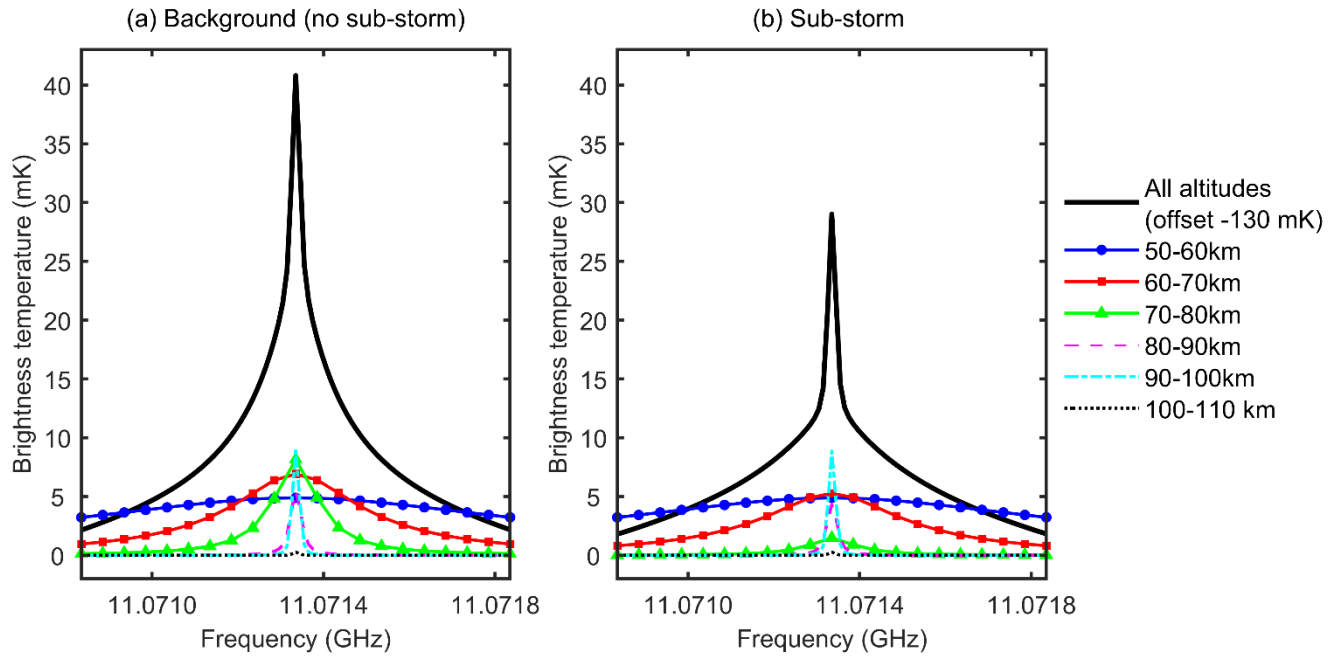 (a) Background (no sub-storm)
40
35
30
25
20
15
10
5
0
Brightness temperature (mK)
11.0710
11.0714
11.0718
Frequency (GHz)
(b) Sub-storm
40
35
30
25
20
15
10
5
0
Brightness temperature (mK)
11.0710
11.0714
11.0718
Frequency (GHz)
All altitudes
(offset -130 mK)
50-60km
60-70km
70-80km
80-90km
90-100km
100-110 km